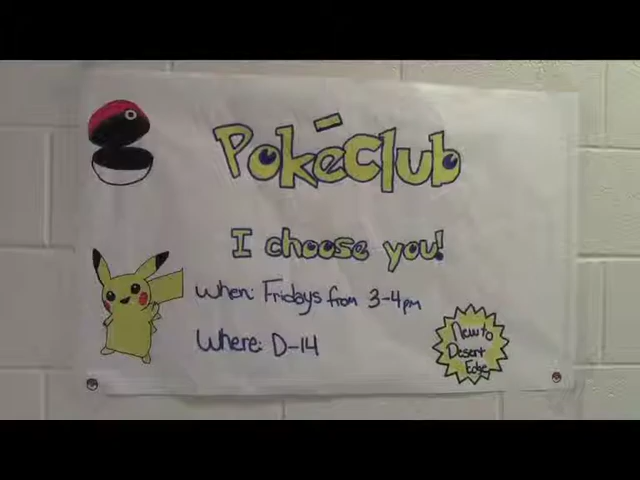 PokéClub
I choose you!
When: Fridays from 3-4pm
Where: D-14
New to
Desert
Edge